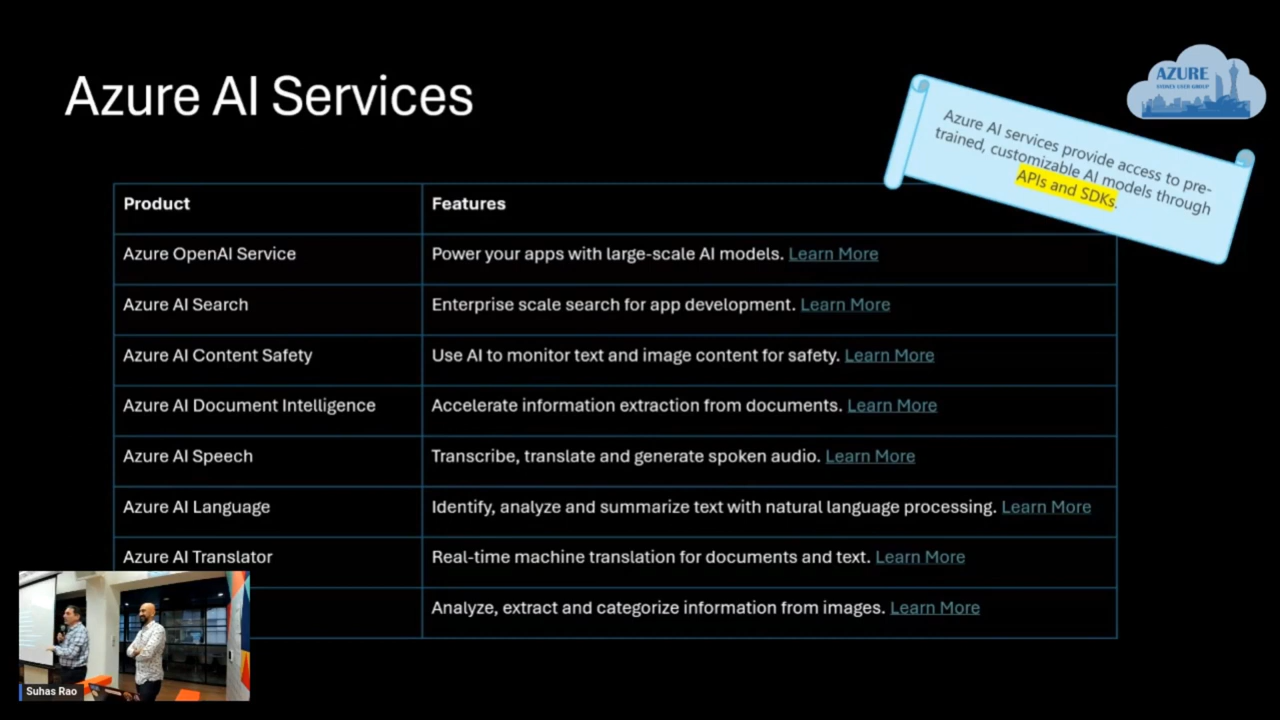 Azure AI Services
AZURE
SYDNEY USER GROUP
Azure AI services provide access to pre-
trained, customizable AI models through
APIs and SDKs.
Product Features
Azure OpenAI Service Power your apps with large-scale AI models. Learn More
Azure AI Search Enterprise scale search for app development. Learn More
Azure AI Content Safety Use AI to monitor text and image content for safety. Learn More
Azure AI Document Intelligence Accelerate information extraction from documents. Learn More
Azure AI Speech Transcribe, translate and generate spoken audio. Learn More
Azure AI Language Identify, analyze and summarize text with natural language processing. Learn More
Azure AI Translator Real-time machine translation for documents and text. Learn More
Analyze, extract and categorize information from images. Learn More
Suhas Rao